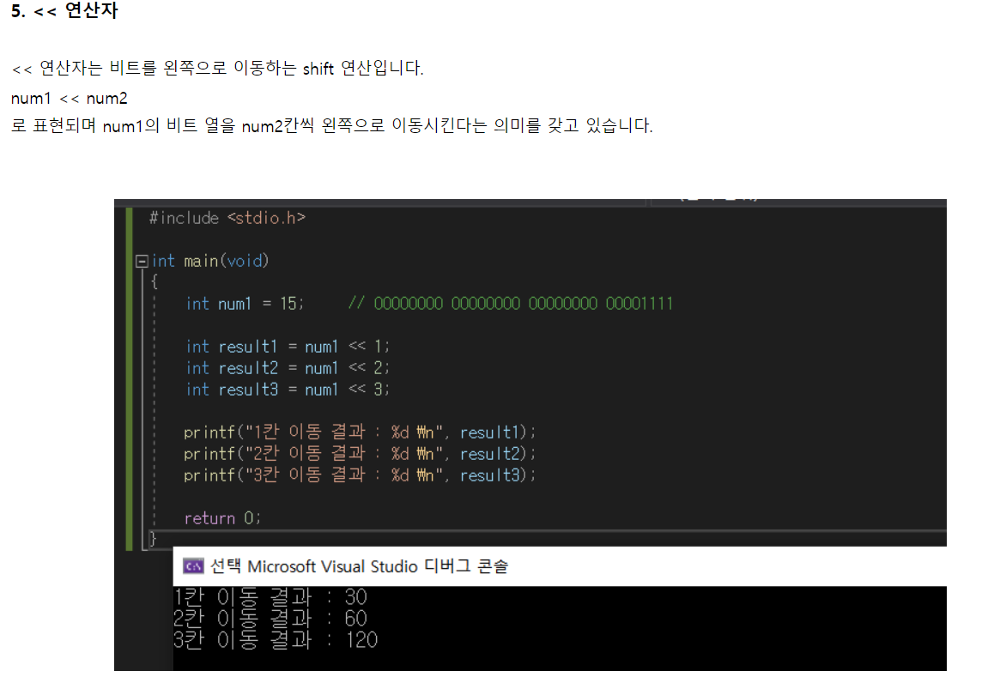 5. << 연산자
<< 연산자는 비트를 왼쪽으로 이동하는 shift 연산입니다.
num1 << num2
로 표현되며 num1의 비트 열을 num2칸씩 왼쪽으로 이동시킨다는 의미를 갖고 있습니다.
#include <stdio.h>
int main(void)
{
int num1 = 15; // 00000000 00000000 00000000 00001111
int result1 = num1 << 1;
int result2 = num1 << 2;
int result3 = num1 << 3;
printf("1칸 이동 결과 : %d ₩n", result1);
printf("2칸 이동 결과 : %d ₩n", result2);
printf("3칸 이동 결과 : %d ₩n", result3);
return 0;
}
선택 Microsoft Visual Studio 디버그 콘솔
1칸 이동 결과 : 30
2칸 이동 결과 : 60
3칸 이동 결과 : 120